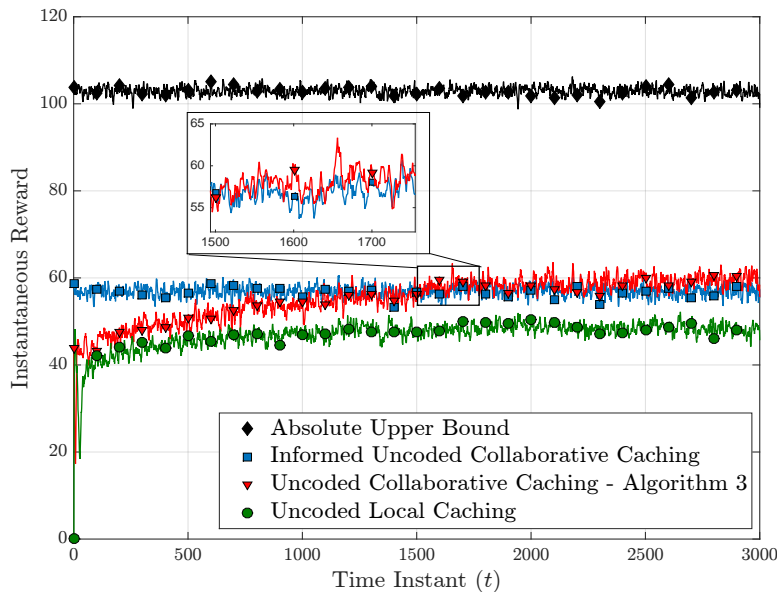 120
100
80
60
40
20
0
Instantaneous Reward
65
60
55
1500 1600 1700
Absolute Upper Bound
Informed Uncoded Collaborative Caching
Uncoded Collaborative Caching - Algorithm 3
Uncoded Local Caching
0 500 1000 1500 2000 2500 3000
Time Instant (t)